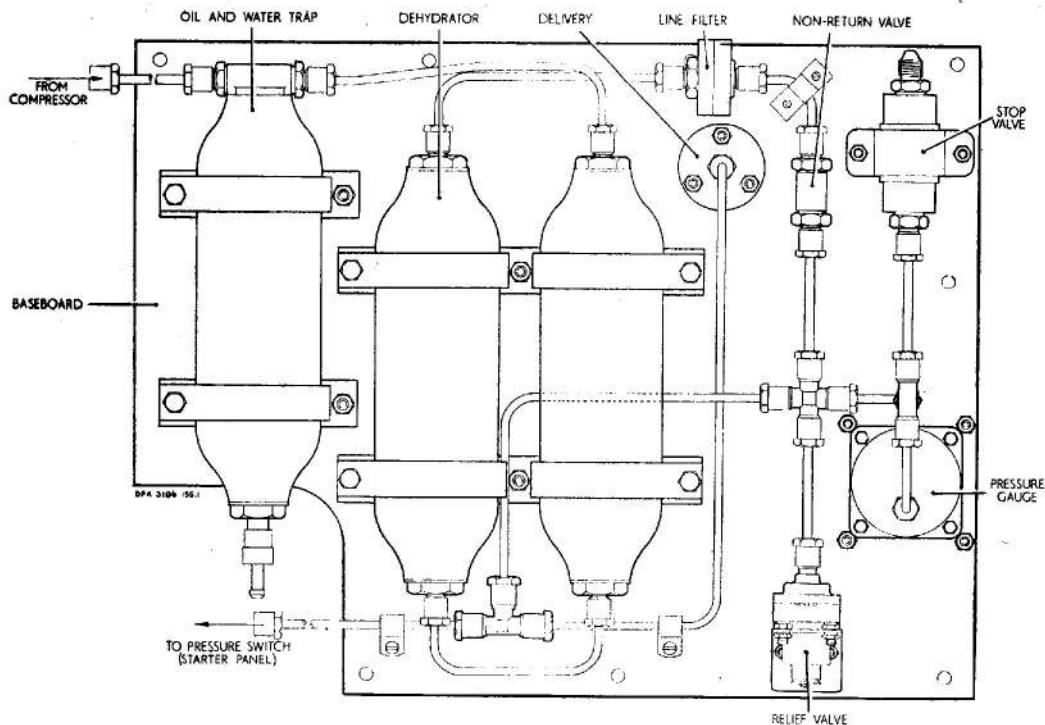 OIL AND WATER TRAP
DEHYDRATOR
DELIVERY
LINE FILTER
NON-RETURN VALVE
FROM
COMPRESSOR
STOP
VALVE
BASEBOARD
PRESSURE
GAUGE
TO PRESSURE SWITCH
(STARTER PANEL)
RELIEF VALVE